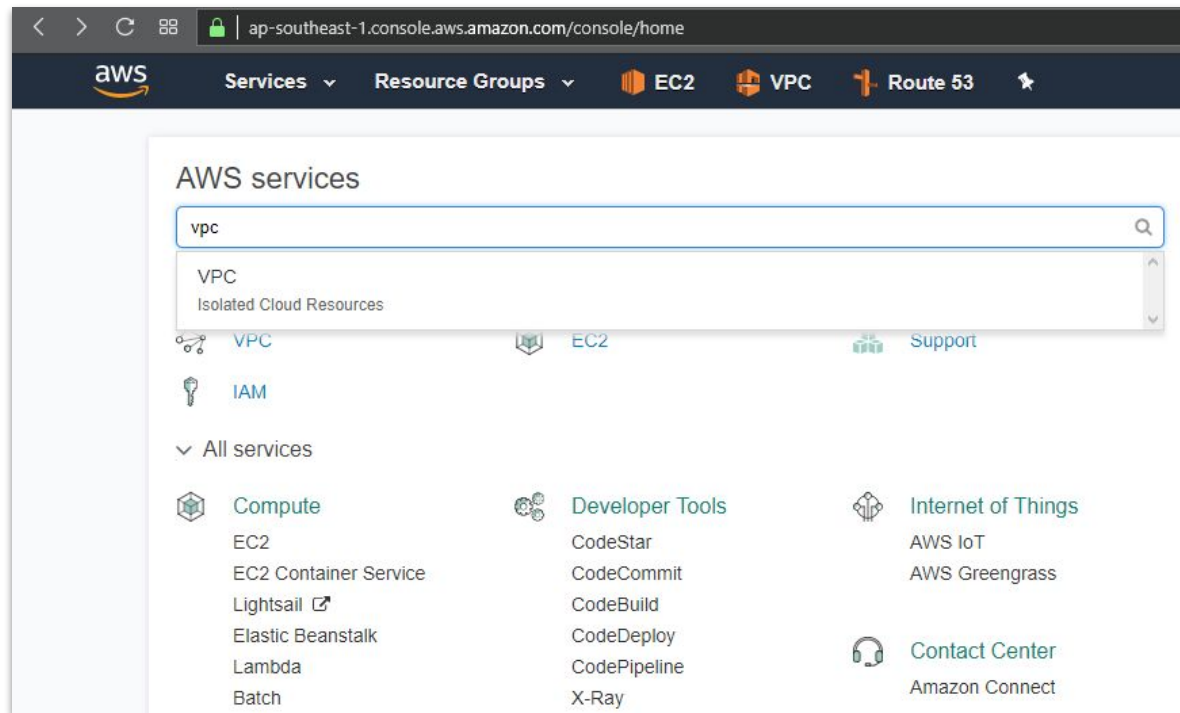 ap-southeast-1.console.aws.amazon.com/console/home
aws Services Resource Groups EC2 VPC Route 53
AWS services
vpc
VPC
Isolated Cloud Resources
VPC EC2 Support
IAM
All services
Compute
EC2
EC2 Container Service
Lightsail
Elastic Beanstalk
Lambda
Batch
Developer Tools
CodeStar
CodeCommit
CodeBuild
CodeDeploy
CodePipeline
X-Ray
Internet of Things
AWS IoT
AWS Greengrass
Contact Center
Amazon Connect